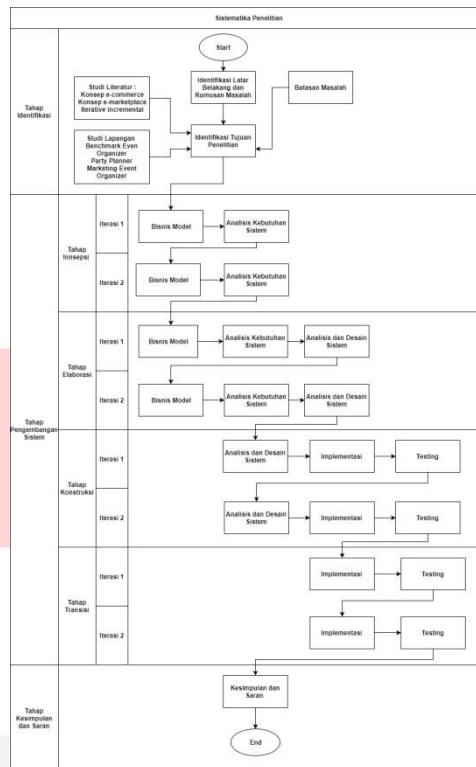 Sistematika Penelitian
Tahap
Identifikasi
Start
Studi Literatur :
Konsep e-commerce
Konsep e-marketplace
Iterative incremental
Identifikasi Latar
Belakang dan
Rumusan Masalah
Batasan Masalah
Studi Lapangan
Benchmark Even
Organizer
Party Planner
Marketing Event
Organizer
Identifikasi Tujuan
Penelitian
Tahap
Pengembangan
Sistem
Tahap
Innsepsi
Iterasi 1
Bisnis Model
Analisis Kebutuhan
Sistem
Iterasi 2
Bisnis Model
Analisis Kebutuhan
Sistem
Tahap
Elaborasi
Iterasi 1
Bisnis Model
Analisis Kebutuhan
Sistem
Analisis dan Desain
Sistem
Iterasi 2
Bisnis Model
Analisis Kebutuhan
Sistem
Analisis dan Desain
Sistem
Tahap
Konstruksi
Iterasi 1
Analisis dan Desain
Sistem
Implementasi
Testing
Iterasi 2
Analisis dan Desain
Sistem
Implementasi
Testing
Tahap
Transisi
Iterasi 1
Implementasi
Testing
Iterasi 2
Implementasi
Testing
Tahap
Kesimpulan
dan Saran
Kesimpulan dan
Saran
End